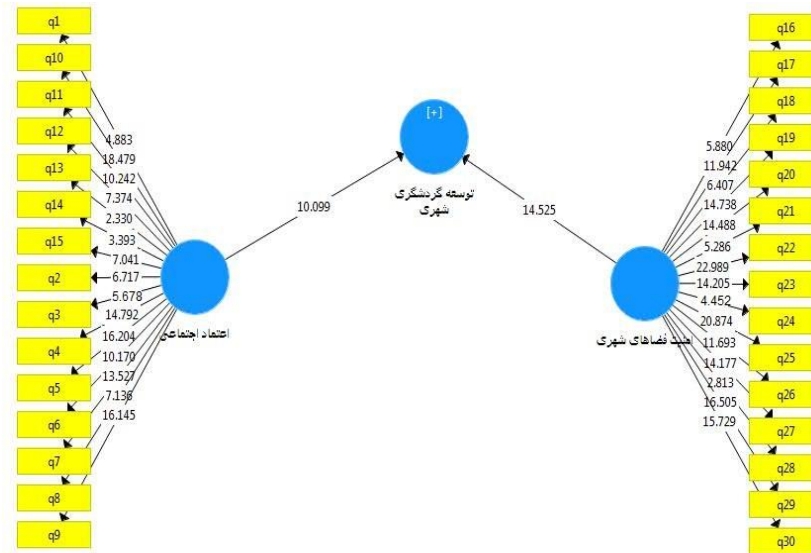 q1
q10
q11
q12
q13
q14
q15
q2
q3
q4
q5
q6
q7
q8
q9
4.883
18.479
10.242
7.374
2.330
3.393
7.041
6.717
5.678
14.792
16.204
10.170
13.527
7.136
16.145
اعتماد اجتماعی
10.099
[+]
توسعه گردشگری
شهری
14.525
امنیت فضاهای شهری
5.880
11.942
6.407
14.738
14.488
5.286
22.989
14.205
4.452
20.874
11.693
14.177
2.813
16.505
15.729
q16
q17
q18
q19
q20
q21
q22
q23
q24
q25
q26
q27
q28
q29
q30